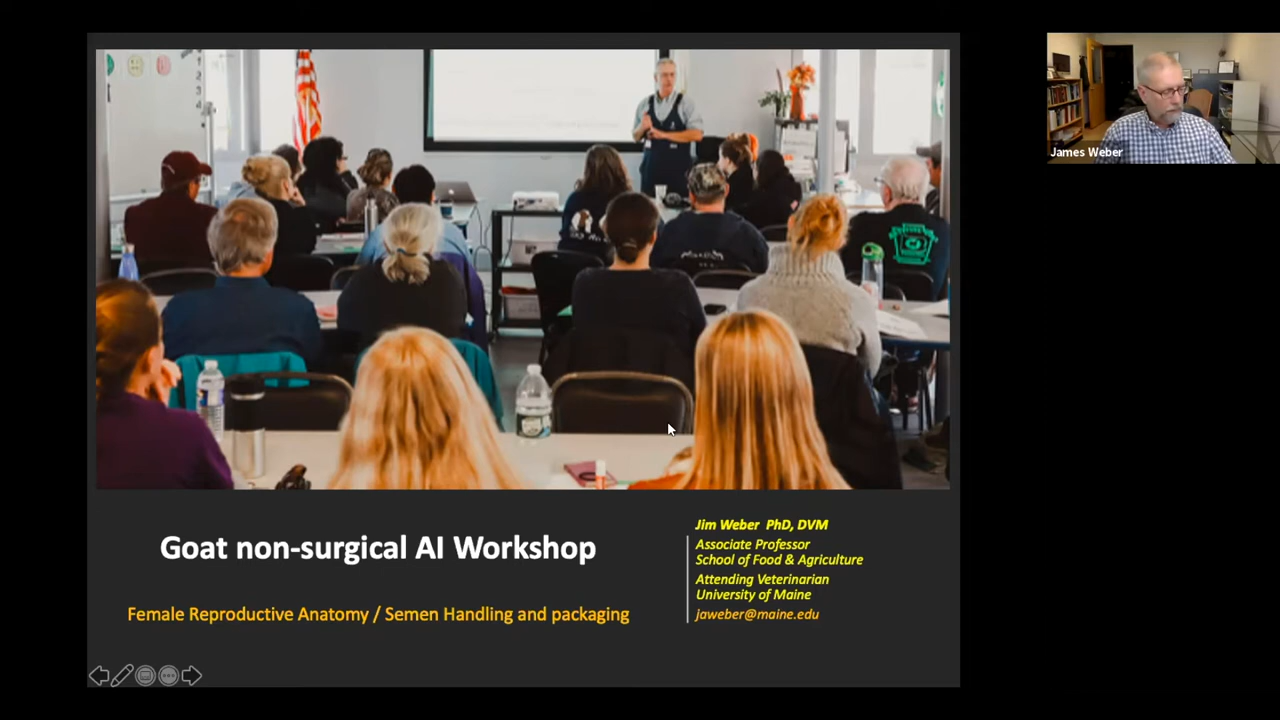 James Weber
Goat non-surgical AI Workshop
Female Reproductive Anatomy / Semen Handling and packaging
Jim Weber PhD, DVM
Associate Professor
School of Food & Agriculture
Attending Veterinarian
University of Maine
jaweber@maine.edu